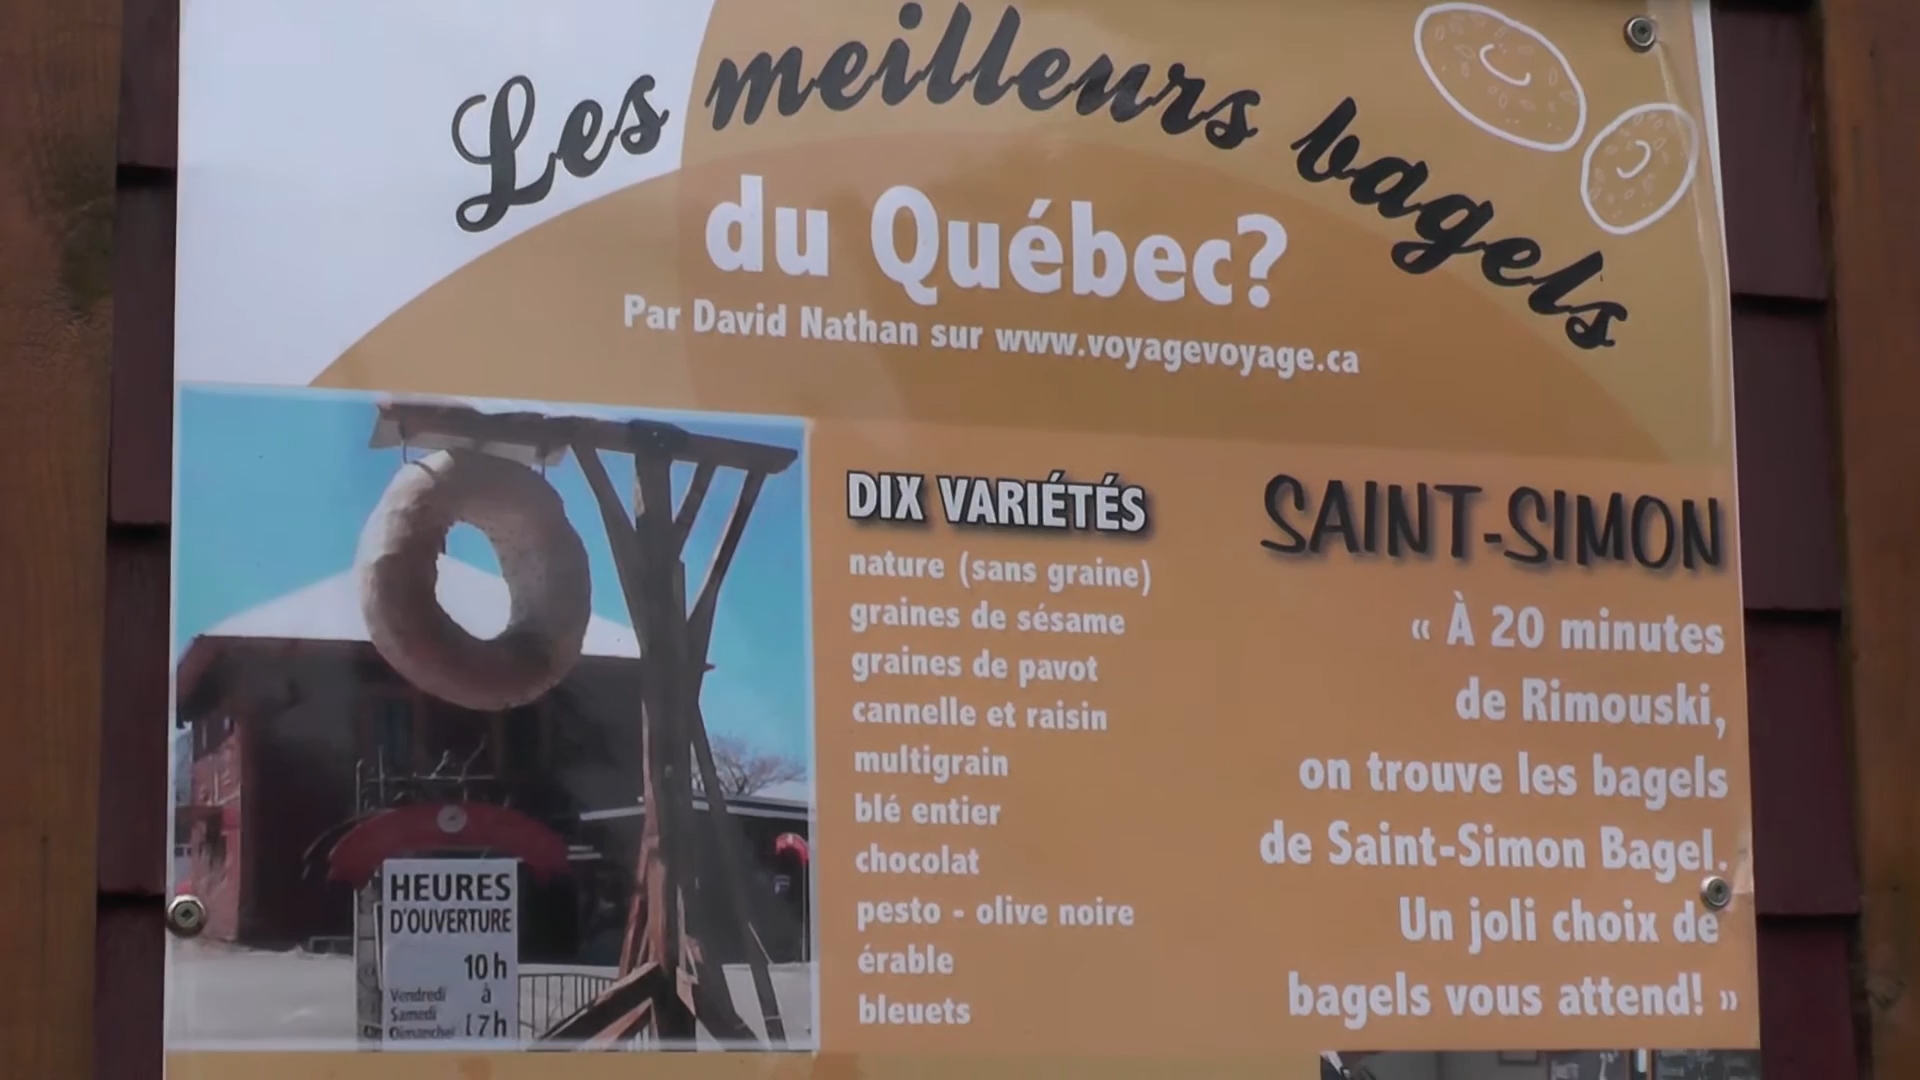 Les meilleurs bagels
du Québec?
Par David Nathan sur www.voyagevoyage.ca
DIX VARIÉTÉS
nature (sans graine)
graines de sésame
graines de pavot
cannelle et raisin
multigrain
blé entier
chocolat
pesto - olive noire
érable
bleuets
SAINT-SIMON
« À 20 minutes
de Rimouski,
on trouve les bagels
de Saint-Simon Bagel.
Un joli choix de
bagels vous attend! »
HEURES
D'OUVERTURE
10 h
Vendredi à
Samedi
Dimanche 17 h